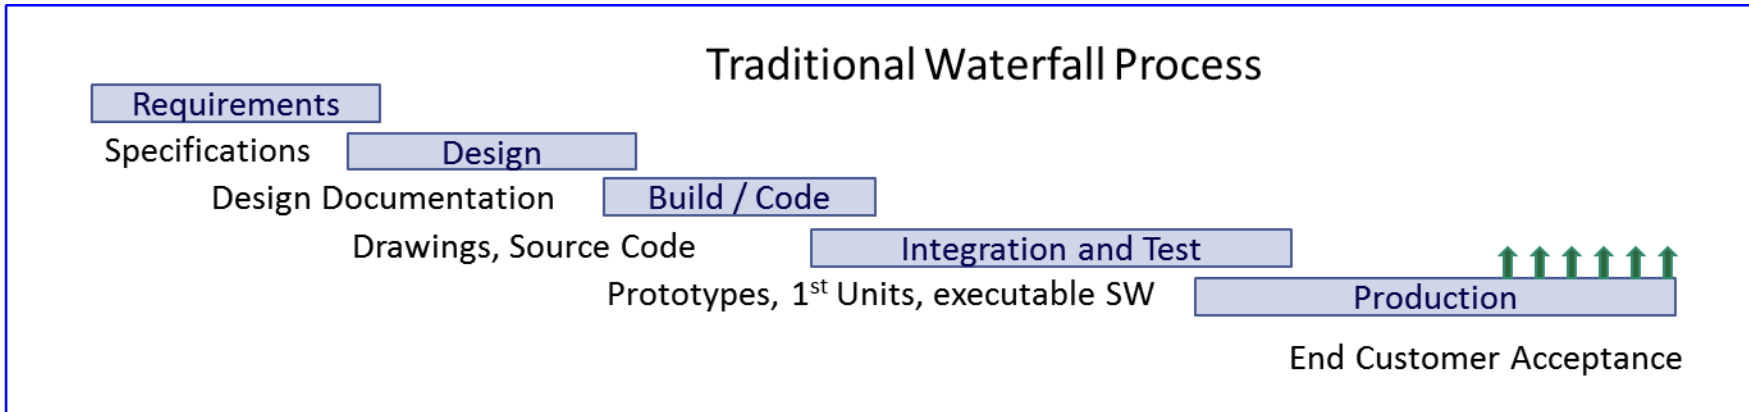 Traditional Waterfall Process
Requirements
Specifications
Design
Design Documentation
Build / Code
Drawings, Source Code
Integration and Test
Prototypes, 1st Units, executable SW
Production
End Customer Acceptance